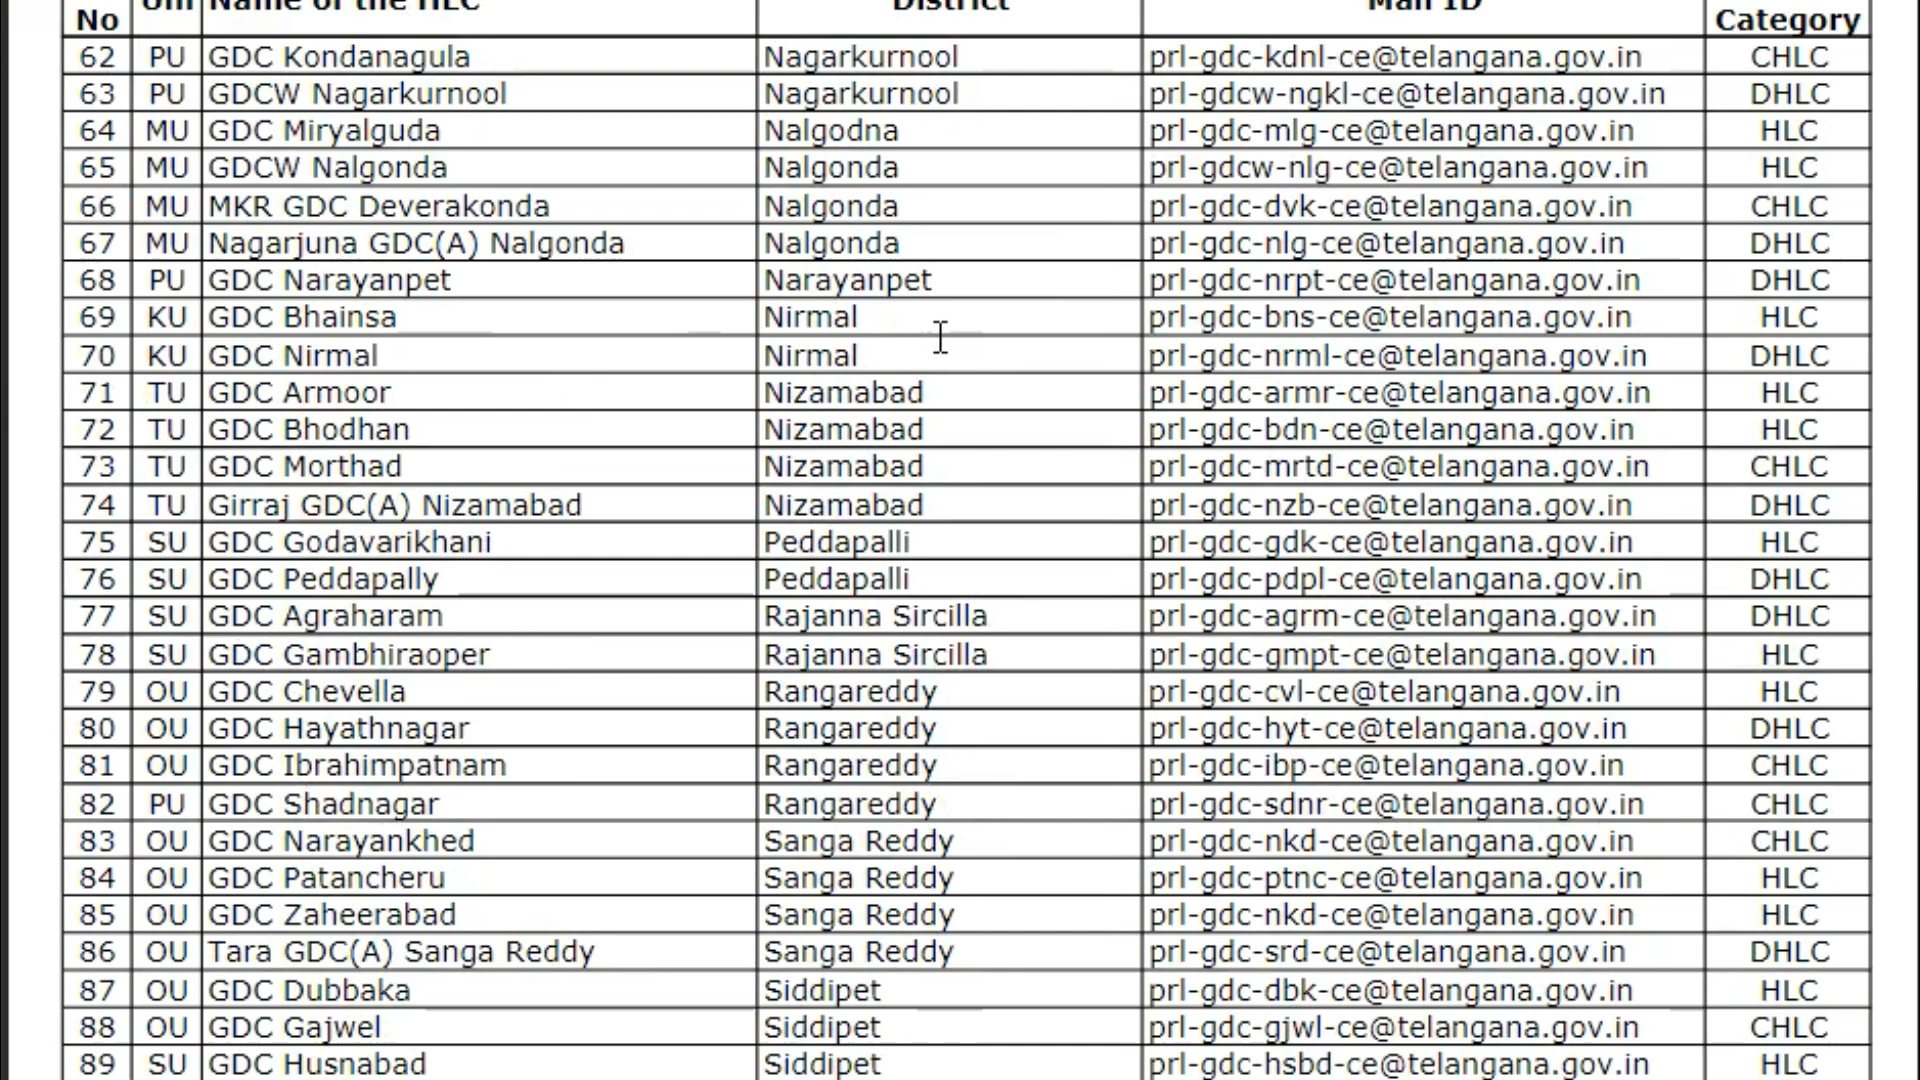 No Uni Name of the HLC District Mail ID Category
62 PU GDC Kondanagula Nagarkurnool prl-gdc-kdnl-ce@telangana.gov.in CHLC
63 PU GDCW Nagarkurnool Nagarkurnool prl-gdcw-ngkl-ce@telangana.gov.in DHLC
64 MU GDC Miryalguda Nalgodna prl-gdc-mlg-ce@telangana.gov.in HLC
65 MU GDCW Nalgonda Nalgonda prl-gdcw-nlg-ce@telangana.gov.in HLC
66 MU MKR GDC Deverakonda Nalgonda prl-gdc-dvk-ce@telangana.gov.in CHLC
67 MU Nagarjuna GDC(A) Nalgonda Nalgonda prl-gdc-nlg-ce@telangana.gov.in DHLC
68 PU GDC Narayanpet Narayanpet prl-gdc-nrpt-ce@telangana.gov.in DHLC
69 KU GDC Bhainsa Nirmal prl-gdc-bns-ce@telangana.gov.in HLC
70 KU GDC Nirmal Nirmal prl-gdc-nrml-ce@telangana.gov.in DHLC
71 TU GDC Armoor Nizamabad prl-gdc-armr-ce@telangana.gov.in HLC
72 TU GDC Bhodhan Nizamabad prl-gdc-bdn-ce@telangana.gov.in HLC
73 TU GDC Morthad Nizamabad prl-gdc-mrtd-ce@telangana.gov.in CHLC
74 TU Girraj GDC(A) Nizamabad Nizamabad prl-gdc-nzb-ce@telangana.gov.in DHLC
75 SU GDC Godavarikhani Peddapalli prl-gdc-gdk-ce@telangana.gov.in HLC
76 SU GDC Peddapally Peddapalli prl-gdc-pdpl-ce@telangana.gov.in DHLC
77 SU GDC Agraharam Rajanna Sircilla prl-gdc-agrm-ce@telangana.gov.in DHLC
78 SU GDC Gambhiraoper Rajanna Sircilla prl-gdc-gmpt-ce@telangana.gov.in HLC
79 OU GDC Chevella Rangareddy prl-gdc-cvl-ce@telangana.gov.in HLC
80 OU GDC Hayathnagar Rangareddy prl-gdc-hyt-ce@telangana.gov.in DHLC
81 OU GDC Ibrahimpatnam Rangareddy prl-gdc-ibp-ce@telangana.gov.in CHLC
82 PU GDC Shadnagar Rangareddy prl-gdc-sdnr-ce@telangana.gov.in CHLC
83 OU GDC Narayankhed Sanga Reddy prl-gdc-nkd-ce@telangana.gov.in CHLC
84 OU GDC Patancheru Sanga Reddy prl-gdc-ptnc-ce@telangana.gov.in HLC
85 OU GDC Zaheerabad Sanga Reddy prl-gdc-nkd-ce@telangana.gov.in HLC
86 OU Tara GDC(A) Sanga Reddy Sanga Reddy prl-gdc-srd-ce@telangana.gov.in DHLC
87 OU GDC Dubbaka Siddipet prl-gdc-dbk-ce@telangana.gov.in HLC
88 OU GDC Gajwel Siddipet prl-gdc-gjwl-ce@telangana.gov.in CHLC
89 SU GDC Husnabad Siddipet prl-gdc-hsbd-ce@telangana.gov.in HLC